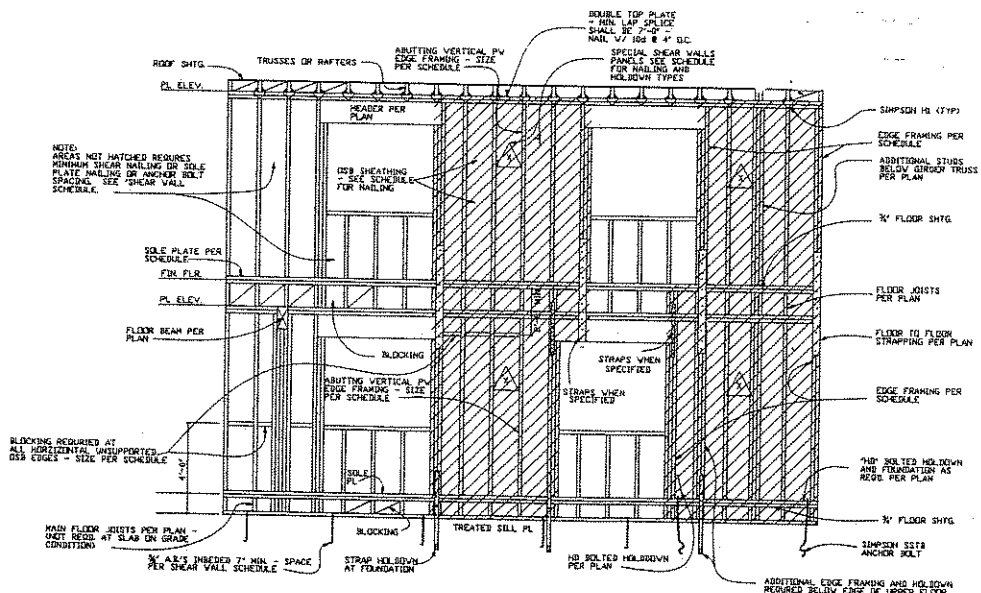 DOUBLE TOP PLATE
- MIN. LAP SPLICE
SHALL BE 7'-0" -
NAIL W/ 10d @ 4" O.C.
ABUTTING VERTICAL PW
EDGE FRAMING - SIZE
PER SCHEDULE
SPECIAL SHEAR WALLS
PANELS SEE SCHEDULE
FOR NAILING AND
HOLDOWN TYPES
TRUSSES OR RAFTERS
ROOF SHTG.
PL. ELEV.
HEADER PER
PLAN
SIMPSON H1 (TYP)
EDGE FRAMING PER
SCHEDULE
ADDITIONAL STUDS
BELOW GIRDER TRUSS
PER PLAN
NOTE:
AREAS NOT HATCHED REQUIRES
MINIMUM SHEAR NAILING OR SOLE
PLATE NAILING OR ANCHOR BOLT
SPACING. SEE "SHEAR WALL
SCHEDULE.
OSB SHEATHING
- SEE SCHEDULE
FOR NAILING
¾" FLOOR SHTG.
SOLE PLATE PER
SCHEDULE
FIN. FLR.
PL ELEV.
FLOOR JOISTS
PER PLAN
FLOOR BEAM PER
PLAN
BLOCKING
MIN.
FLOOR TO FLOOR
STRAPPING PER PLAN
STRAPS WHEN
SPECIFIED
STRAPS WHEN
SPECIFIED
ABUTTING VERTICAL PW
EDGE FRAMING - SIZE
PER SCHEDULE
EDGE FRAMING PER
SCHEDULE
BLOCKING REQURIED AT
ALL HORZIZONTAL UNSUPPORTED
OSB EDGES - SIZE PER SCHEDULE
4'-0"
SOLE
PL
"HD" BOLTED HOLDOWN
AND FOUNDATION AS
REQD. PER PLAN
MAIN FLOOR JOISTS PER PLAN -
(NOT REQD. AT SLAB ON GRADE
CONDITION)
BLOCKING
TREATED SILL PL
¾" FLOOR SHTG.
A.B.'S INBEDED 7" MIN. - SPACE
PER SHEAR WALL SCHEDULE
STRAP HOLDOWN
AT FOUNDATION
HD BOLTED HOLDOWN
PER PLAN
SIMPSON SSTB
ANCHOR BOLT
ADDITIONAL EDGE FRAMING AND HOLDOWN
REQUIRED BELOW EDGE OF UPPER FLOOR